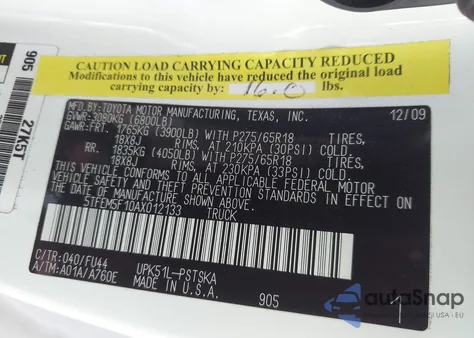 CAUTION LOAD CARRYING CAPACITY REDUCED
Modifications to this vehicle have reduced the original load
carrying capacity by: 16.0 lbs.
MFD.BY:TOYOTA MOTOR MANUFACTURING, TEXAS, INC. 12/09
GVWR:3080KG (6800LB)
GAWR:FRT. 1765KG (3900LB) WITH P275/65R18 TIRES,
18X8J RIMS, AT 210KPA (30PSI) COLD.
RR. 1835KG (4050LB) WITH P275/65R18 TIRES,
18X8J RIMS, AT 230KPA (33PSI) COLD.
THIS VEHICLE CONFORMS TO ALL APPLICABLE FEDERAL MOTOR
VEHICLE SAFETY STANDARDS IN EFFECT ON
THE DATE OF MANUFACTURE SHOWN ABOVE.
5TFEM5F10AX012133 TRUCK
C/TR:040/FU44 UPK51L-PSTSKA
A/TM:A01A/A760E MADE IN U.S.A.
905
905
27K5T
autoSnap